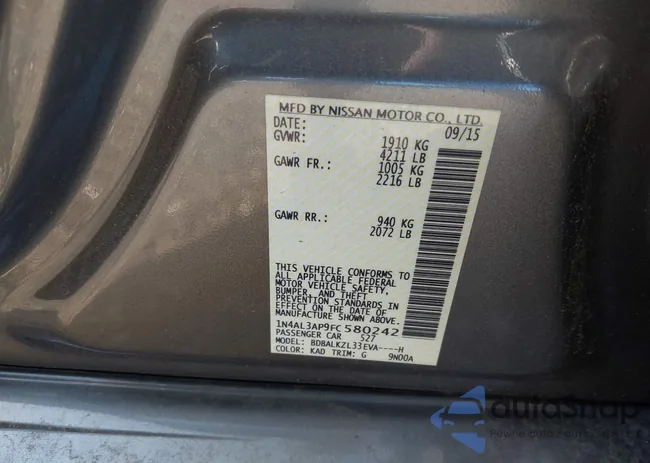 MFD BY NISSAN MOTOR CO., LTD.
DATE: 09/15
GVWR: 1910 KG
4211 LB
GAWR FR.: 1005 KG
2216 LB
GAWR RR.: 940 KG
2072 LB
THIS VEHICLE CONFORMS TO
ALL APPLICABLE FEDERAL
MOTOR VEHICLE SAFETY,
BUMPER, AND THEFT
PREVENTION STANDARDS IN
EFFECT ON THE DATE OF
MANUFACTURE SHOWN ABOVE.
1N4AL3AP9FC580242
PASSENGER CAR S27
MODEL: BDBALKZL33EVA----H
COLOR: KAD TRIM: G 9N00A
autoSnap
Pewne auto z